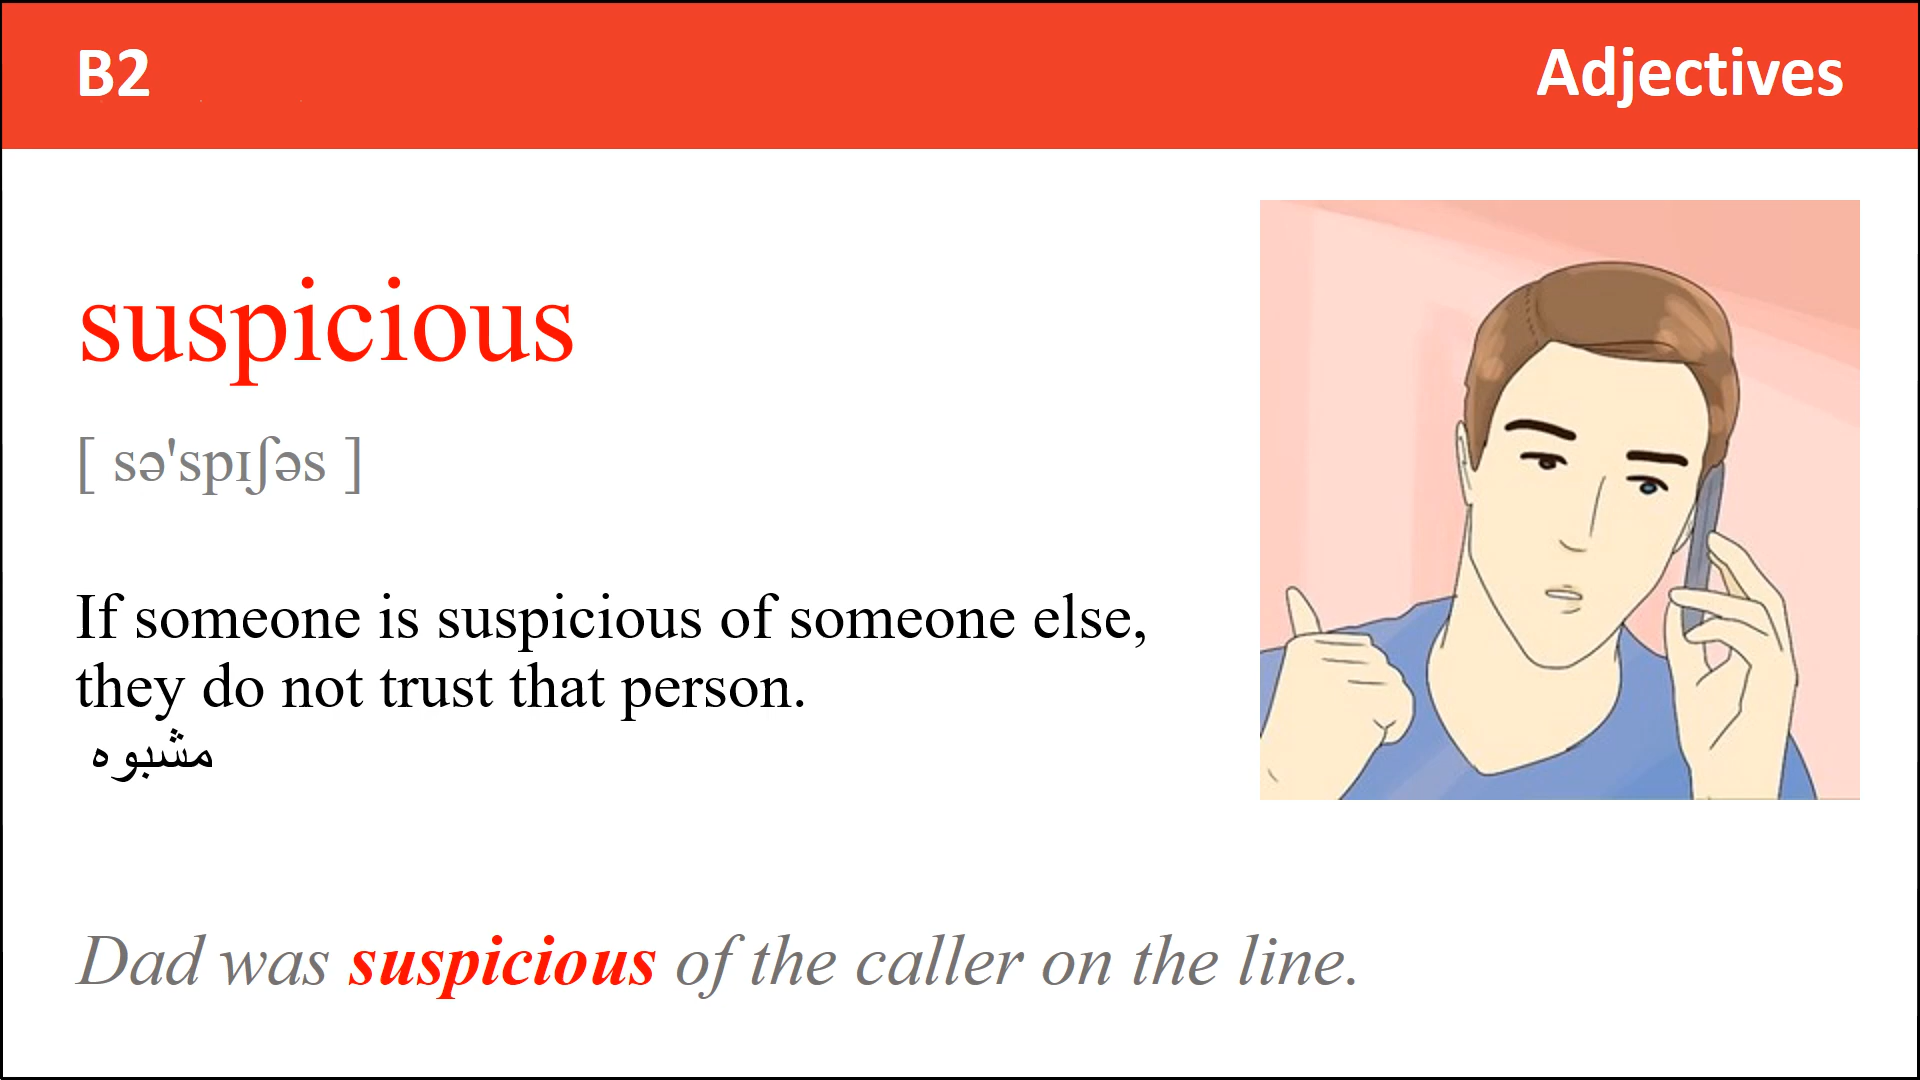 B2
Adjectives
suspicious
[ sə'spɪʃəs ]
If someone is suspicious of someone else,
they do not trust that person.
مشبوه
Dad was suspicious of the caller on the line.